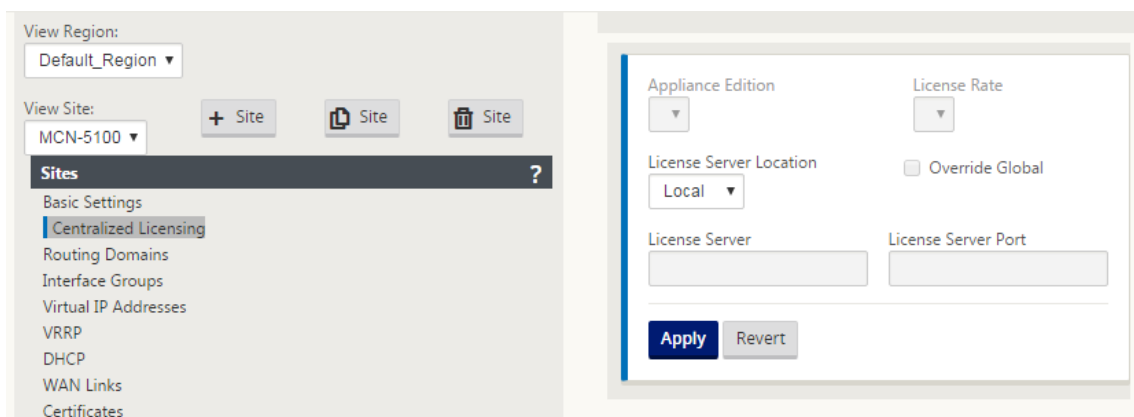 View Region:
Default_Region
View Site:
MCN-5100
+ Site
Site
Site
Sites ?
Basic Settings
Centralized Licensing
Routing Domains
Interface Groups
Virtual IP Addresses
VRRP
DHCP
WAN Links
Certificates
Appliance Edition License Rate
License Server Location
Override Global
Local
License Server License Server Port
Apply Revert